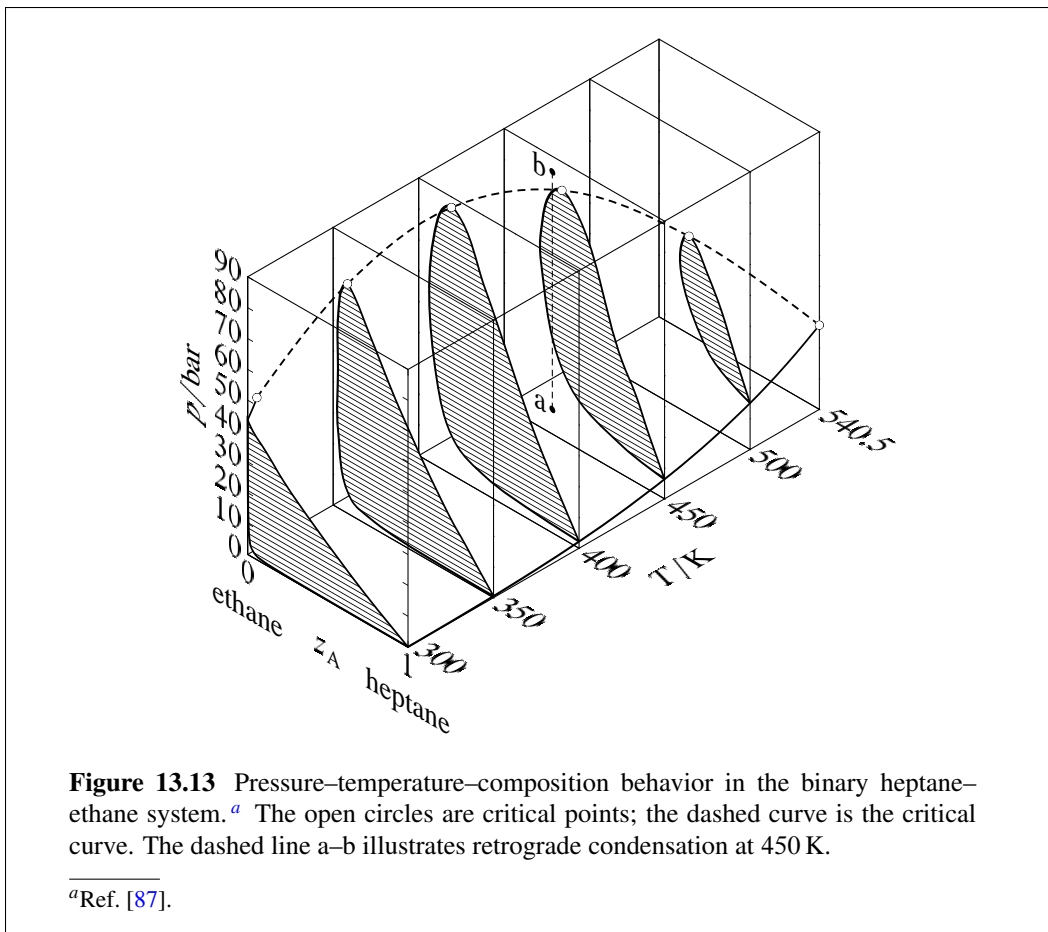 b
90
80
70
60
50
40
30
20
10
0
p/bar
a
0
ethane
z_A
heptane
1
300
350
400
450
500
540.5
T/K
Figure 13.13 Pressure–temperature–composition behavior in the binary heptane–
ethane system.^a The open circles are critical points; the dashed curve is the critical
curve. The dashed line a–b illustrates retrograde condensation at 450 K.
^aRef. [87].